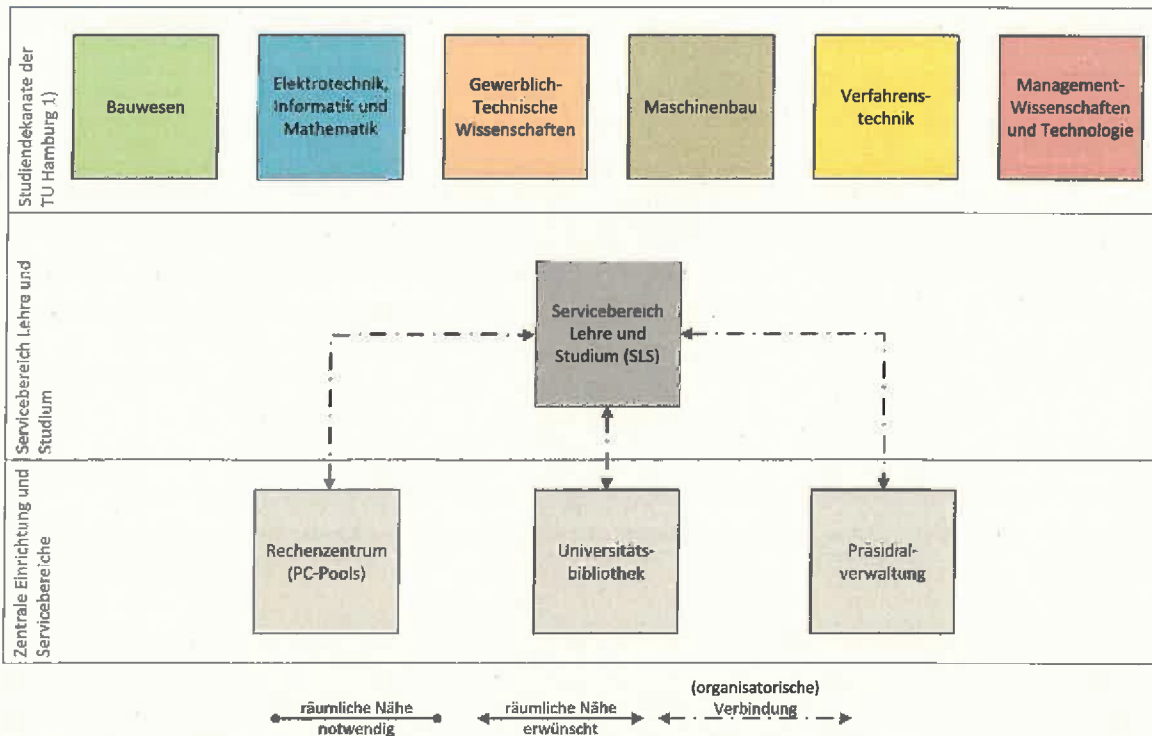 Studiendekanate der
TU Hamburg 1)
Bauwesen
Elektrotechnik,
Informatik und
Mathematik
Gewerblich-
Technische
Wissenschaften
Maschinenbau
Verfahrens-
technik
Management-
Wissenschaften
und Technologie
Servicebereich Lehre und
Studium
Servicebereich
Lehre und
Studium (SLS)
Zentrale Einrichtung und
Servicebereiche
Rechenzentrum
(PC-Pools)
Universitäts-
bibliothek
Präsidial-
verwaltung
räumliche Nähe
notwendig
räumliche Nähe
erwünscht
(organisatorische)
Verbindung